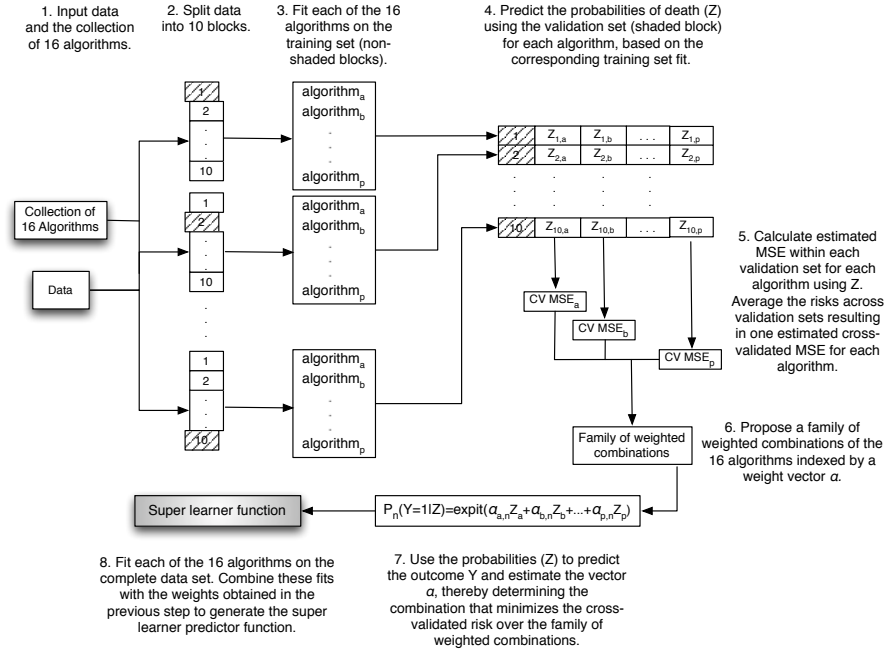 1. Input data
and the collection
of 16 algorithms.
2. Split data
into 10 blocks.
3. Fit each of the 16
algorithms on the
training set (non-
shaded blocks).
4. Predict the probabilities of death (Z)
using the validation set (shaded block)
for each algorithm, based on the
corresponding training set fit.
Collection of
16 Algorithms
Data
1
2
.
.
.
10
1
2
.
.
.
10
.
.
.
1
2
.
.
.
10
algorithm_a
algorithm_b
.
.
.
algorithm_p
algorithm_a
algorithm_b
.
.
.
algorithm_p
algorithm_a
algorithm_b
.
.
.
algorithm_p
1 Z_1,a Z_1,b . . . Z_1,p
2 Z_2,a Z_2,b . . . Z_2,p
. . . .
. . . .
. . . .
10 Z_10,a Z_10,b . . . Z_10,p
CV MSE_a
CV MSE_b
CV MSE_p
5. Calculate estimated
MSE within each
validation set for each
algorithm using Z.
Average the risks across
validation sets resulting
in one estimated cross-
validated MSE for each
algorithm.
Family of weighted
combinations
6. Propose a family of
weighted combinations of the
16 algorithms indexed by a
weight vector α.
P_n(Y=1|Z)=expit(α_a,nZ_a+α_b,nZ_b+...+α_p,nZ_p)
Super learner function
7. Use the probabilities (Z) to predict
the outcome Y and estimate the vector
α, thereby determining the
combination that minimizes the cross-
validated risk over the family of
weighted combinations.
8. Fit each of the 16 algorithms on the
complete data set. Combine these fits
with the weights obtained in the
previous step to generate the super
learner predictor function.